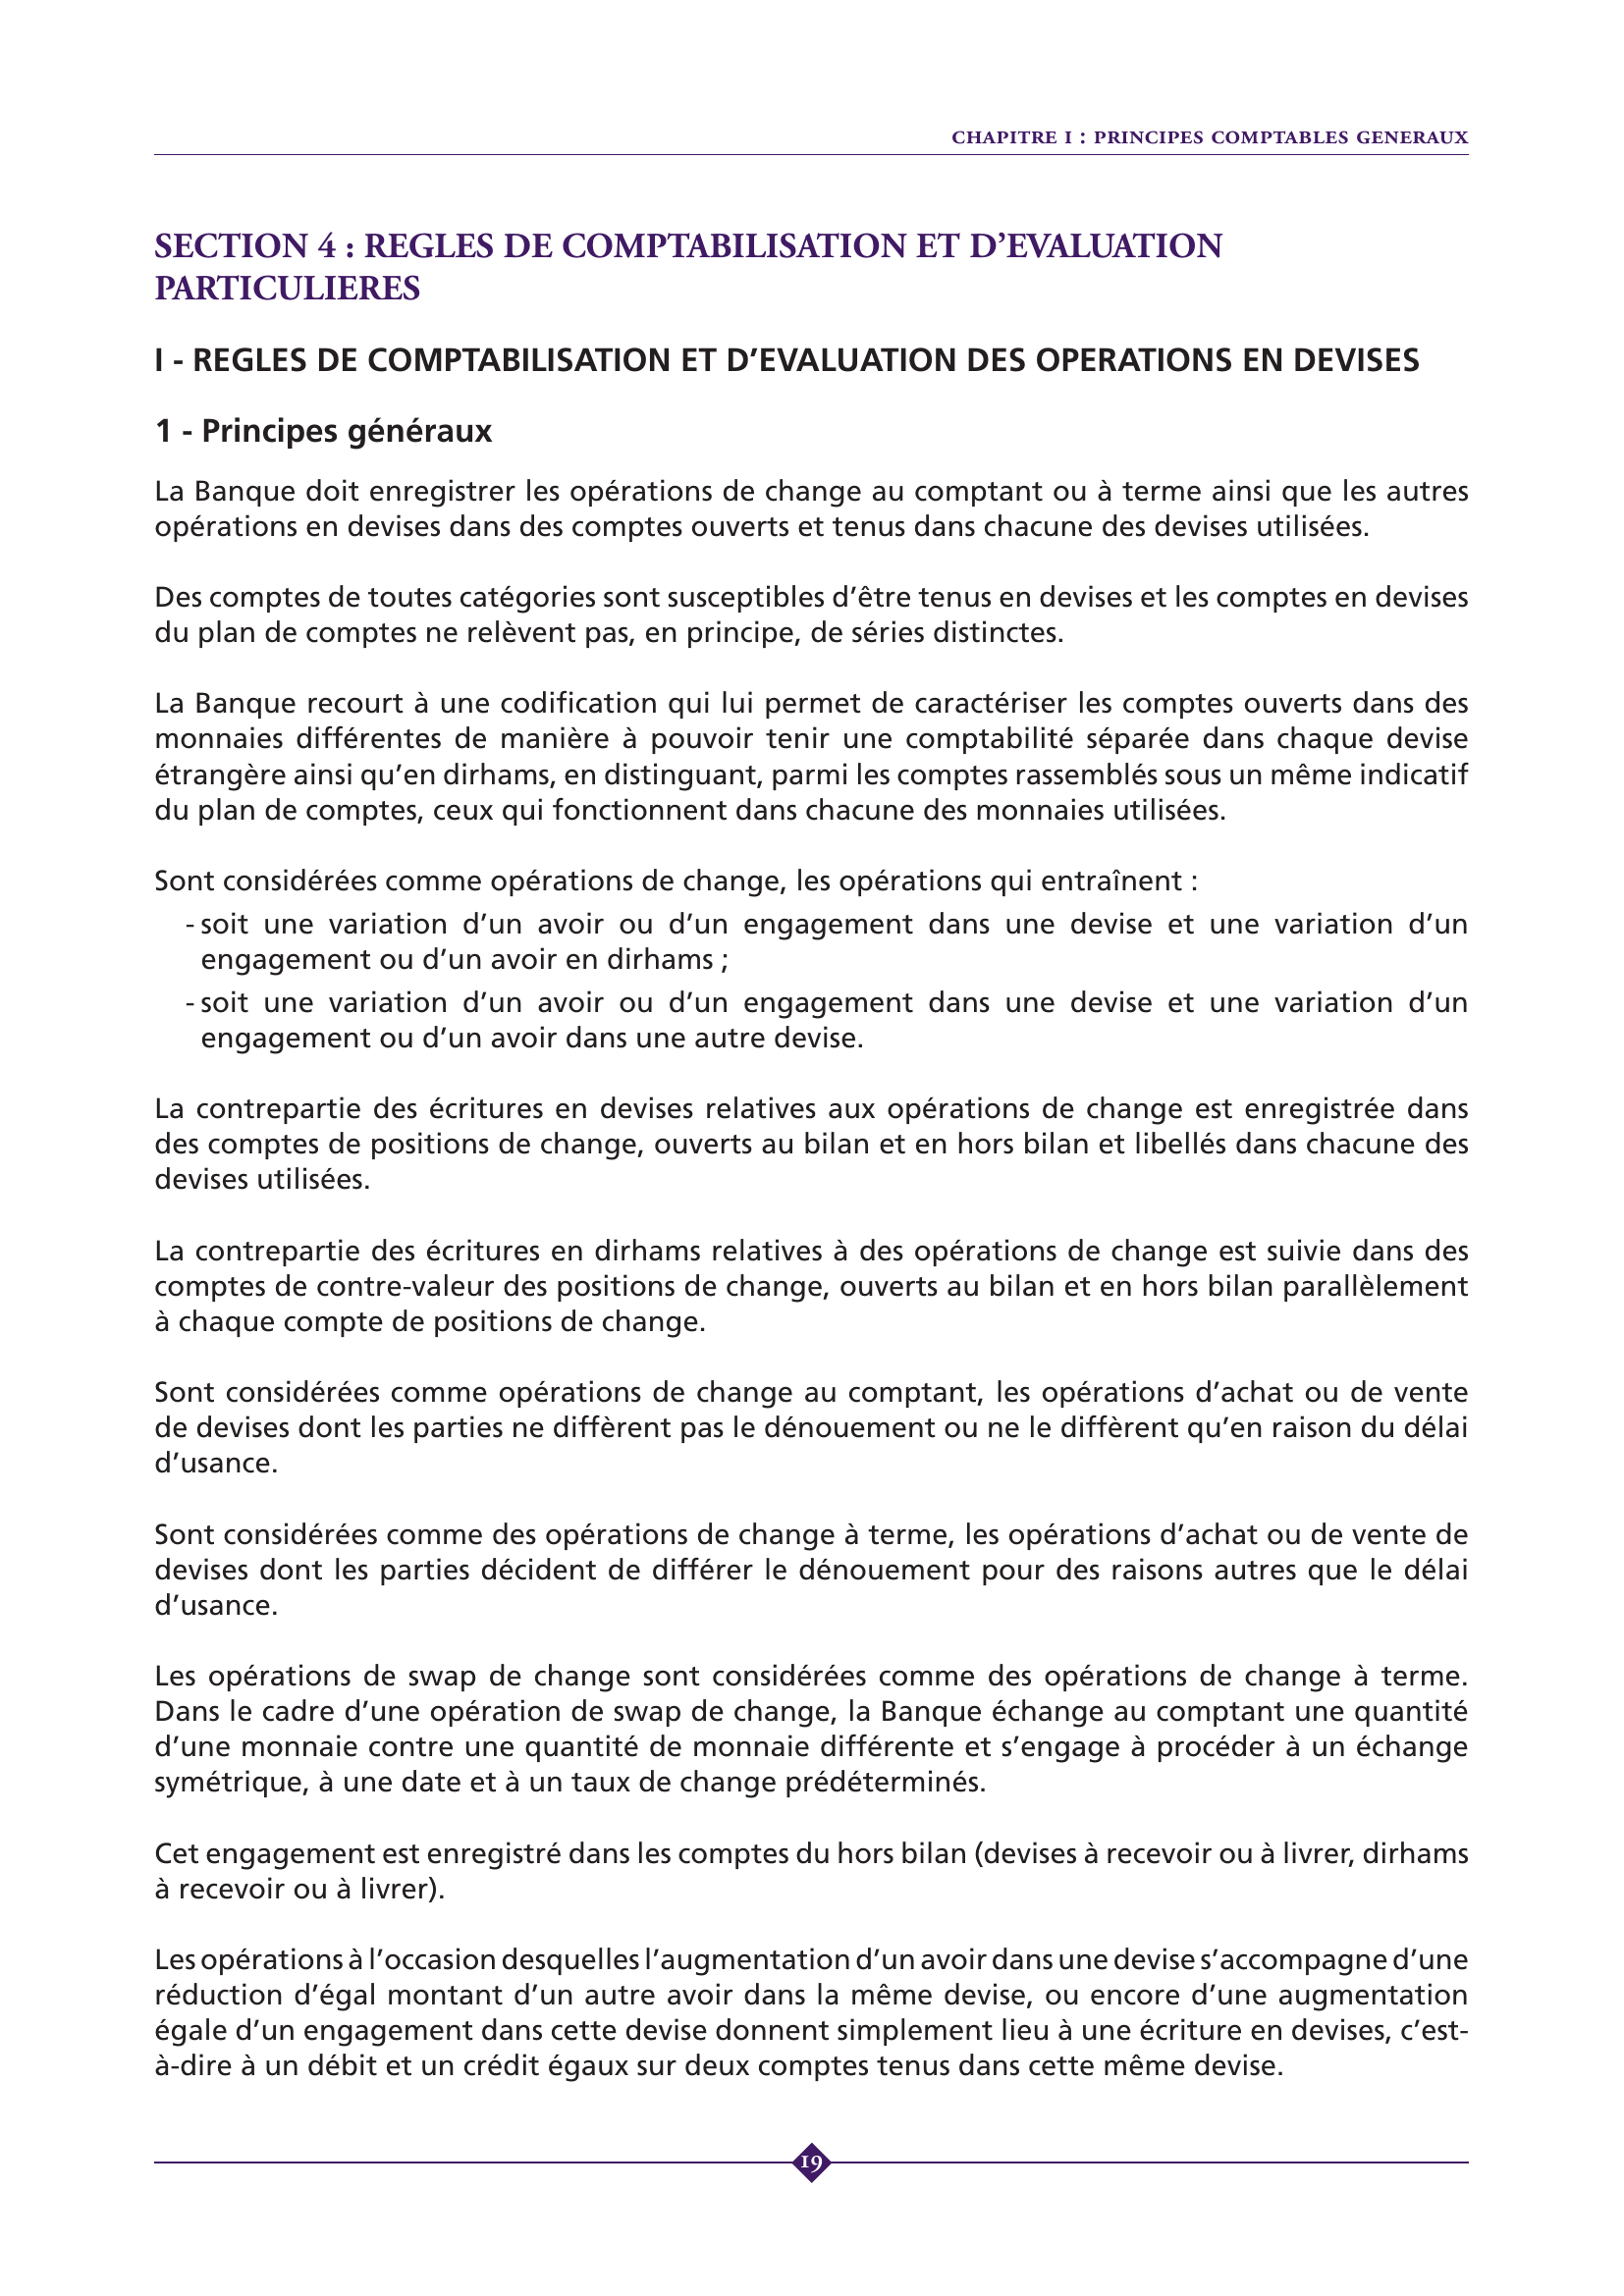 CHAPITRE I : PRINCIPES COMPTABLES GENERAUX
SECTION 4 : REGLES DE COMPTABILISATION ET D’EVALUATION
PARTICULIERES
I - REGLES DE COMPTABILISATION ET D’EVALUATION DES OPERATIONS EN DEVISES
1 - Principes généraux
La Banque doit enregistrer les opérations de change au comptant ou à terme ainsi que les autres
opérations en devises dans des comptes ouverts et tenus dans chacune des devises utilisées.
Des comptes de toutes catégories sont susceptibles d’être tenus en devises et les comptes en devises
du plan de comptes ne relèvent pas, en principe, de séries distinctes.
La Banque recourt à une codification qui lui permet de caractériser les comptes ouverts dans des
monnaies différentes de manière à pouvoir tenir une comptabilité séparée dans chaque devise
étrangère ainsi qu’en dirhams, en distinguant, parmi les comptes rassemblés sous un même indicatif
du plan de comptes, ceux qui fonctionnent dans chacune des monnaies utilisées.
Sont considérées comme opérations de change, les opérations qui entraînent :
- soit une variation d’un avoir ou d’un engagement dans une devise et une variation d’un
engagement ou d’un avoir en dirhams ;
- soit une variation d’un avoir ou d’un engagement dans une devise et une variation d’un
engagement ou d’un avoir dans une autre devise.
La contrepartie des écritures en devises relatives aux opérations de change est enregistrée dans
des comptes de positions de change, ouverts au bilan et en hors bilan et libellés dans chacune des
devises utilisées.
La contrepartie des écritures en dirhams relatives à des opérations de change est suivie dans des
comptes de contre-valeur des positions de change, ouverts au bilan et en hors bilan parallèlement
à chaque compte de positions de change.
Sont considérées comme opérations de change au comptant, les opérations d’achat ou de vente
de devises dont les parties ne diffèrent pas le dénouement ou ne le diffèrent qu’en raison du délai
d’usance.
Sont considérées comme des opérations de change à terme, les opérations d’achat ou de vente de
devises dont les parties décident de différer le dénouement pour des raisons autres que le délai
d’usance.
Les opérations de swap de change sont considérées comme des opérations de change à terme.
Dans le cadre d’une opération de swap de change, la Banque échange au comptant une quantité
d’une monnaie contre une quantité de monnaie différente et s’engage à procéder à un échange
symétrique, à une date et à un taux de change prédéterminés.
Cet engagement est enregistré dans les comptes du hors bilan (devises à recevoir ou à livrer, dirhams
à recevoir ou à livrer).
Les opérations à l’occasion desquelles l’augmentation d’un avoir dans une devise s’accompagne d’une
réduction d’égal montant d’un autre avoir dans la même devise, ou encore d’une augmentation
égale d’un engagement dans cette devise donnent simplement lieu à une écriture en devises, c’est-
à-dire à un débit et un crédit égaux sur deux comptes tenus dans cette même devise.
19